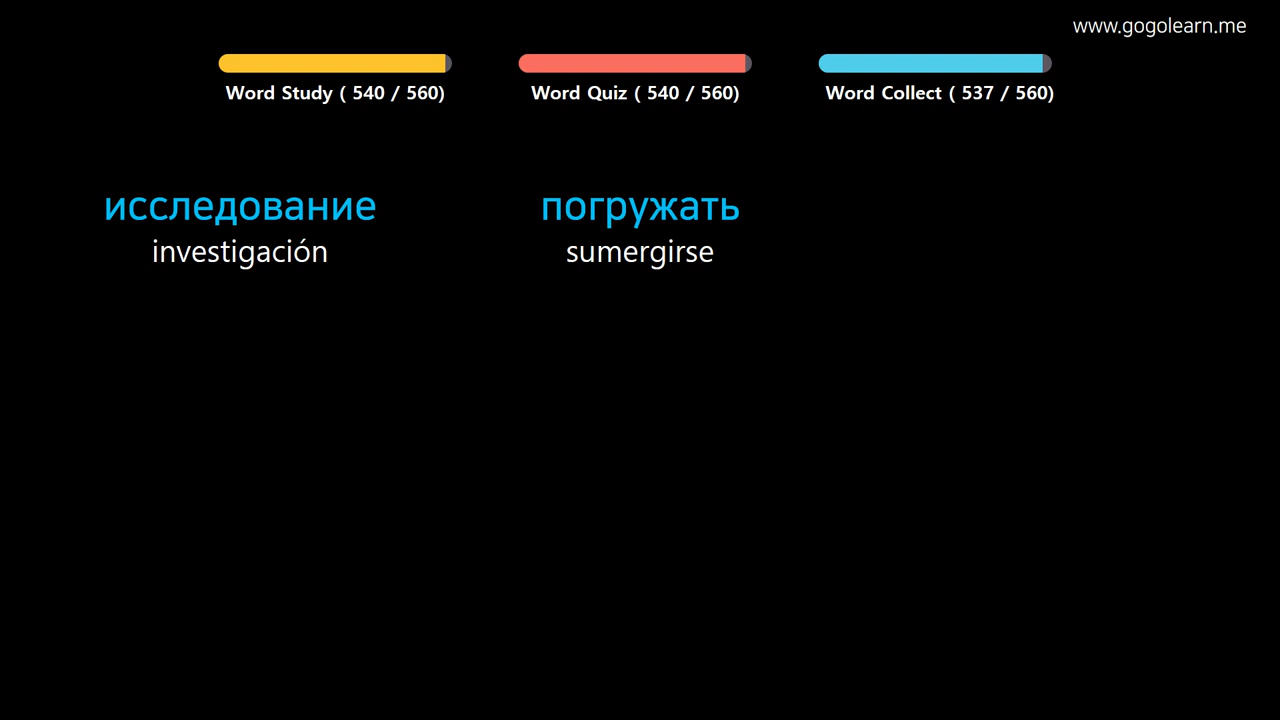 www.gogolearn.me
Word Study ( 540 / 560)
Word Quiz ( 540 / 560)
Word Collect ( 537 / 560)
исследование
investigación
погружать
sumergirse